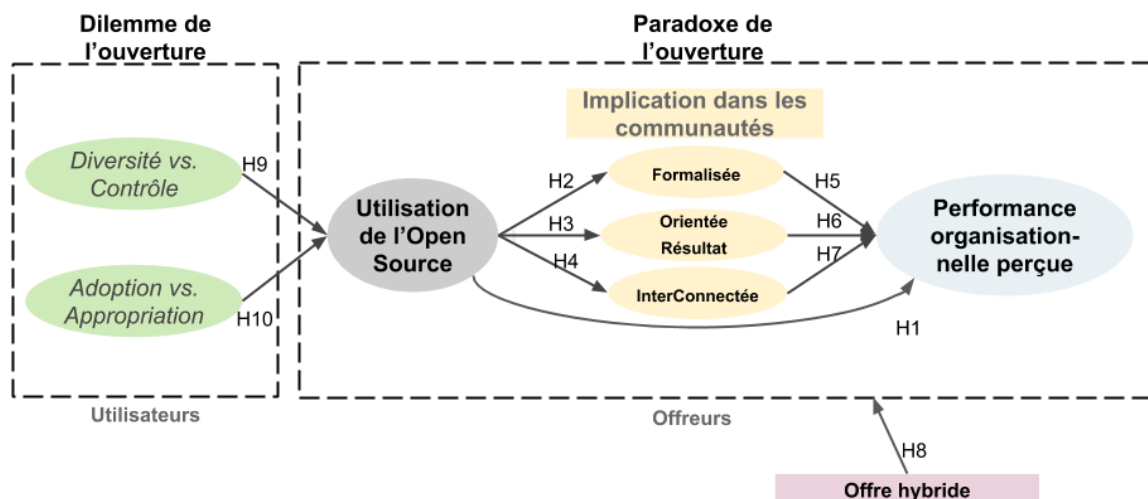 Dilemme de
l’ouverture
Paradoxe de
l’ouverture
Implication dans les
communautés
Diversité vs.
Contrôle
H9
Adoption vs.
Appropriation
H10
Utilisation
de l’Open
Source
H2
H3
H4
Formalisée
Orientée
Résultat
InterConnectée
H5
H6
H7
Performance
organisation-
nelle perçue
H1
Utilisateurs
Offreurs
H8
Offre hybride